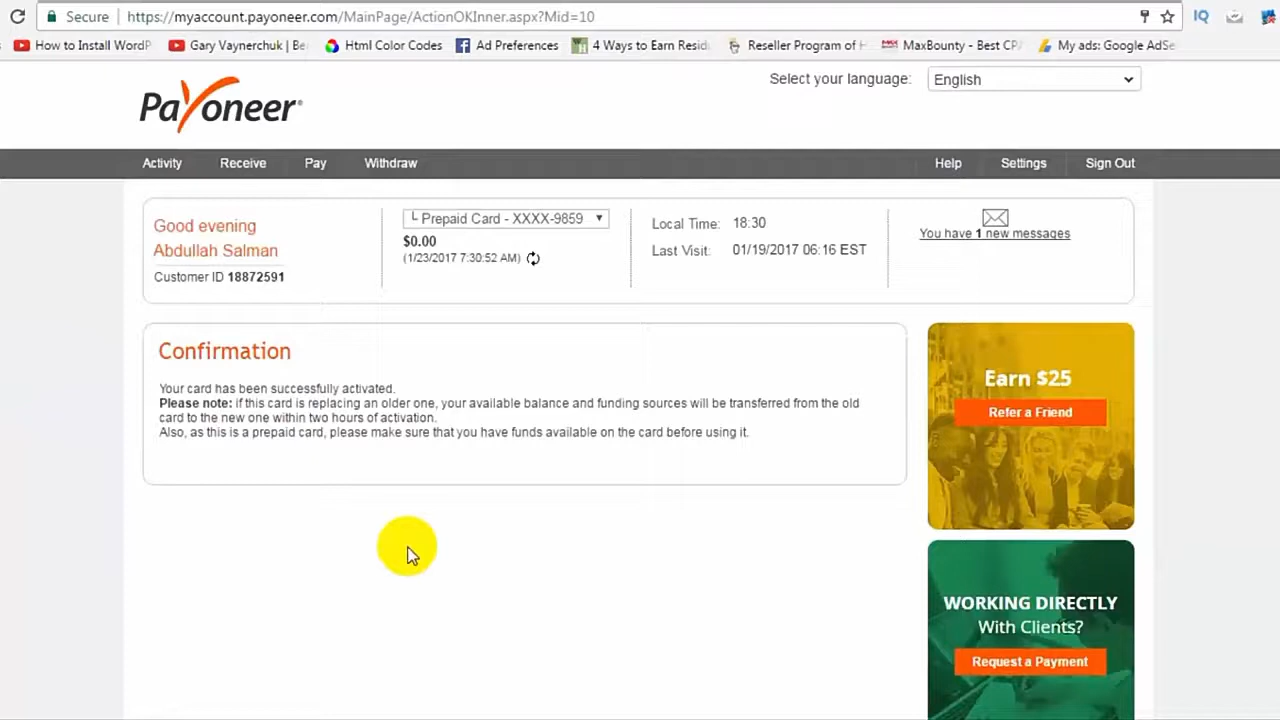 Secure https://myaccount.payoneer.com/MainPage/ActionOKInner.aspx?Mid=10
How to Install WordP Gary Vaynerchuk | Be Html Color Codes Ad Preferences 4 Ways to Earn Resid Reseller Program of H MaxBounty - Best CPA My ads: Google AdSe
IQ
Select your language: English
Payoneer
Activity Receive Pay Withdraw Help Settings Sign Out
Good evening
Abdullah Salman
Customer ID 18872591
└ Prepaid Card - XXXX-9859
$0.00
(1/23/2017 7:30:52 AM)
Local Time: 18:30
Last Visit: 01/19/2017 06:16 EST
You have 1 new messages
Confirmation
Your card has been successfully activated.
Please note: if this card is replacing an older one, your available balance and funding sources will be transferred from the old
card to the new one within two hours of activation.
Also, as this is a prepaid card, please make sure that you have funds available on the card before using it.
Earn $25
Refer a Friend
WORKING DIRECTLY
With Clients?
Request a Payment